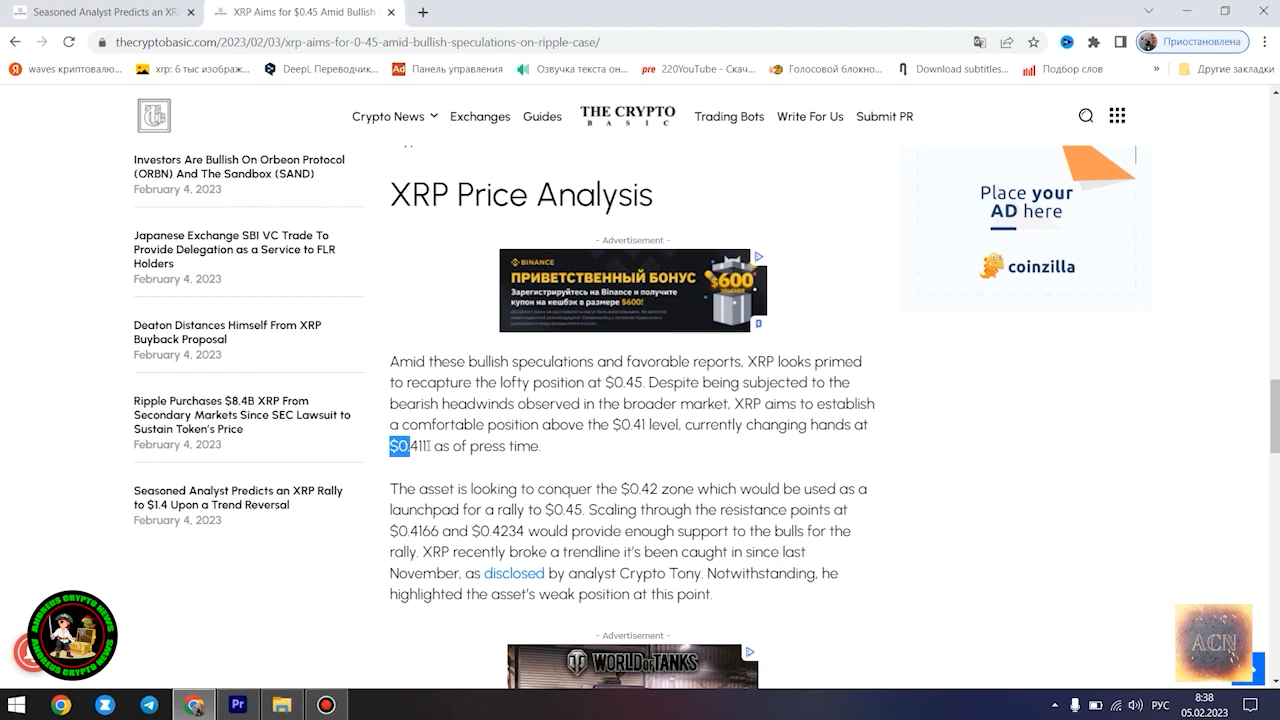 Seasoned Analyst Predicts an XR
XRP Aims for $0.45 Amid Bullish
thecryptobasic.com/2023/02/03/xrp-aims-for-0-45-amid-bullish-speculations-on-ripple-case/
Приостановлена
waves криптовалю...
xrp: 6 тыс изображ...
DeepL Переводчик...
Панель управления
Озвучка текста он...
220YouTube - Скач...
Голосовой блокно...
Download subtitles...
Подбор слов
»
Другие закладки
Crypto News
Exchanges
Guides
THE CRYPTO
BASIC
Trading Bots
Write For Us
Submit PR
Investors Are Bullish On Orbeon Protocol
(ORBN) And The Sandbox (SAND)
February 4, 2023
Japanese Exchange SBI VC Trade To
Provide Delegation as a Service to FLR
Holders
February 4, 2023
Deaton Distances Himself From XRP
Buyback Proposal
February 4, 2023
Ripple Purchases $8.4B XRP From
Secondary Markets Since SEC Lawsuit to
Sustain Token's Price
February 4, 2023
Seasoned Analyst Predicts an XRP Rally
to $1.4 Upon a Trend Reversal
February 4, 2023
XRP Price Analysis
- Advertisement -
BINANCE
ПРИВЕТСТВЕННЫЙ БОНУС
Зарегистрируйтесь на Binance и получите
купон на кешбэк в размере $600!
$600
VOUCHER
Amid these bullish speculations and favorable reports, XRP looks primed
to recapture the lofty position at $0.45. Despite being subjected to the
bearish headwinds observed in the broader market, XRP aims to establish
a comfortable position above the $0.41 level, currently changing hands at
$0.411 as of press time.
The asset is looking to conquer the $0.42 zone which would be used as a
launchpad for a rally to $0.45. Scaling through the resistance points at
$0.4166 and $0.4234 would provide enough support to the bulls for the
rally. XRP recently broke a trendline it's been caught in since last
November, as disclosed by analyst Crypto Tony. Notwithstanding, he
highlighted the asset's weak position at this point.
- Advertisement -
WORLD OF TANKS
Place your
AD here
coinzilla
ANDREUS CRYPTO NEWS
ANDREUS CRYPTO NEWS
ACN
РУС
8:38
05.02.2023